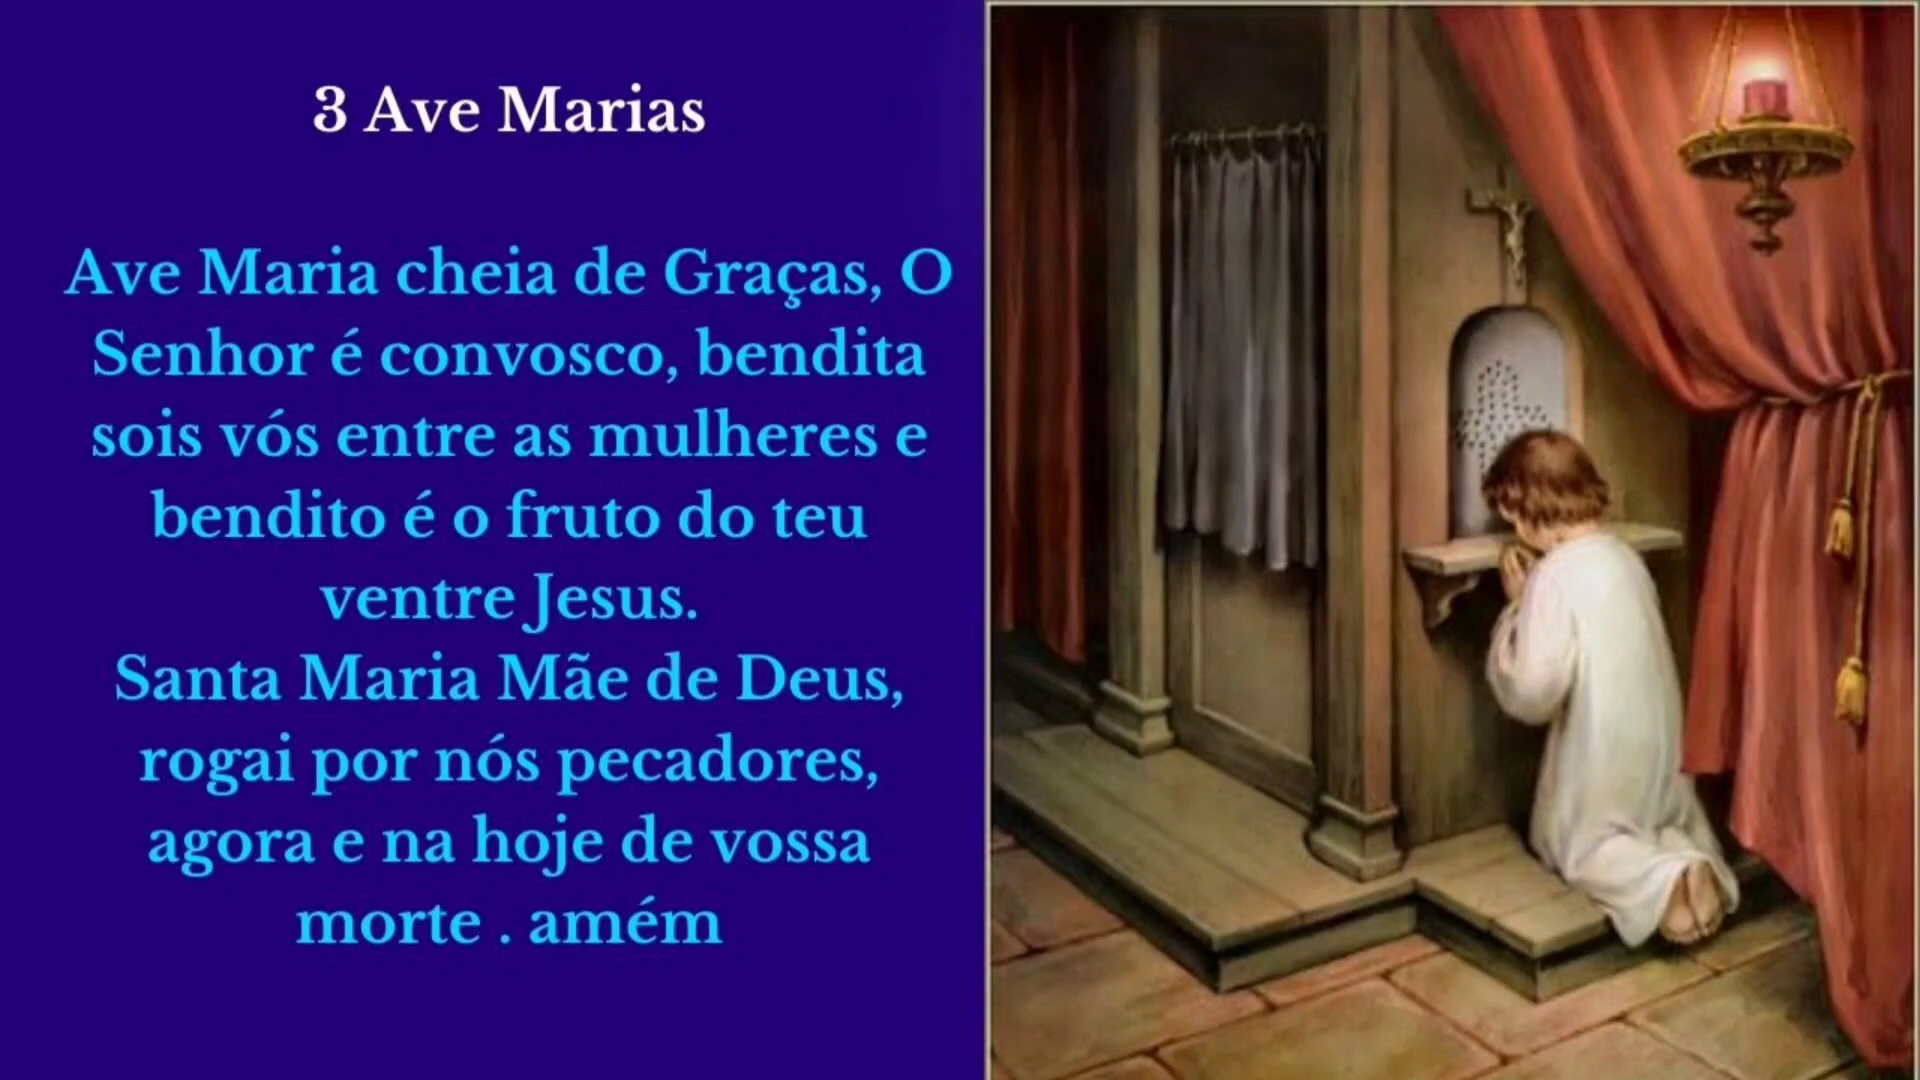 3 Ave Marias
Ave Maria cheia de Graças, O
Senhor é convosco, bendita
sois vós entre as mulheres e
bendito é o fruto do teu
ventre Jesus.
Santa Maria Mãe de Deus,
rogai por nós pecadores,
agora e na hoje de vossa
morte . amém